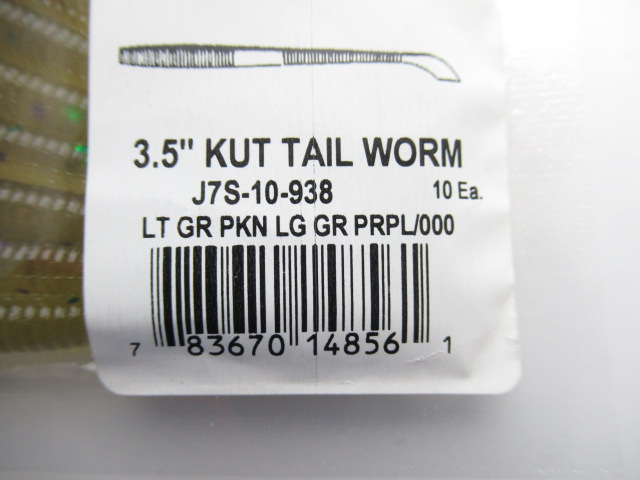 3.5" KUT TAIL WORM
J7S-10-938 10 Ea.
LT GR PKN LG GR PRPL/000
7 83670 14856 1